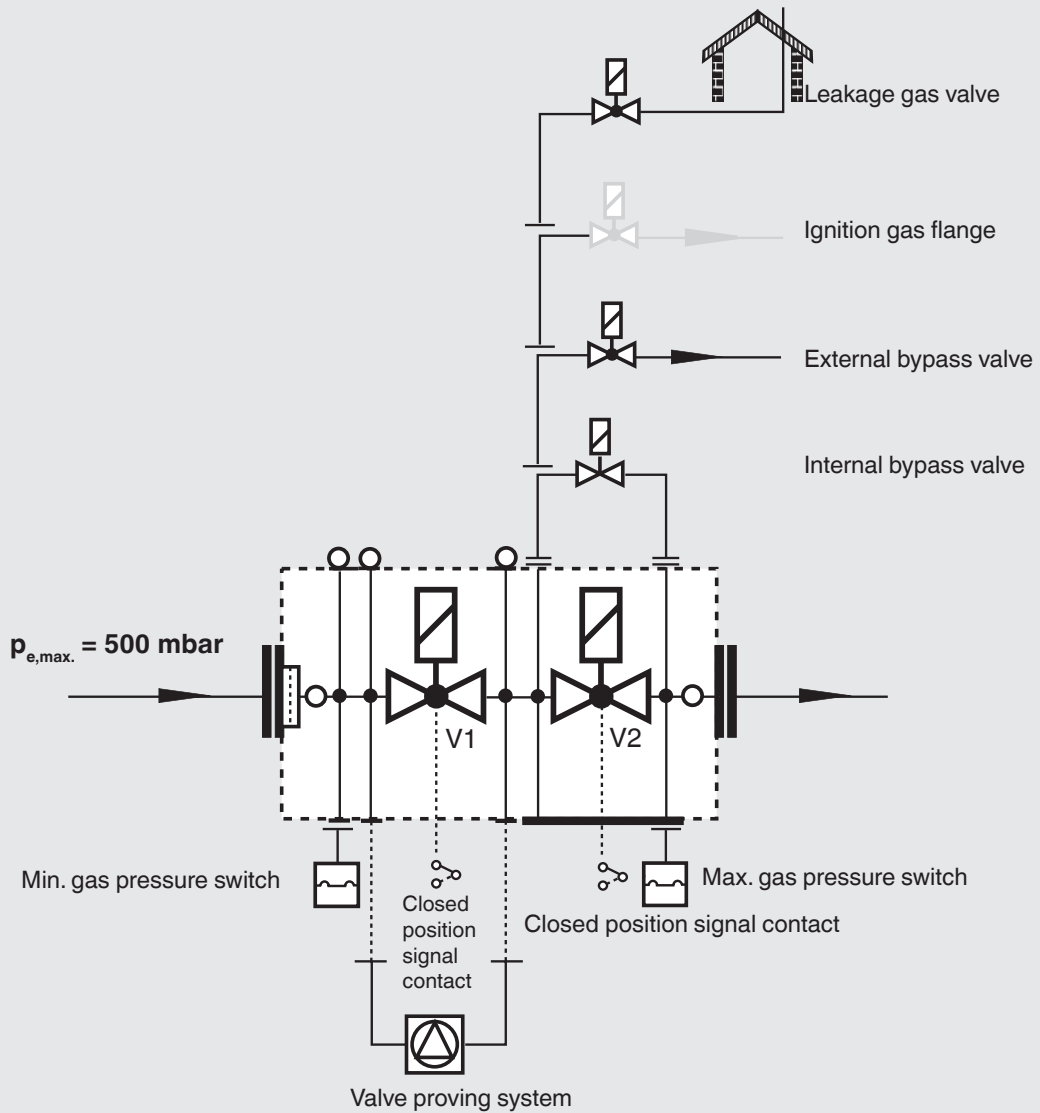 Leakage gas valve
Ignition gas flange
External bypass valve
Internal bypass valve
pe,max. = 500 mbar
V1
V2
Min. gas pressure switch
Closed
position
signal
contact
Max. gas pressure switch
Closed position signal contact
Valve proving system